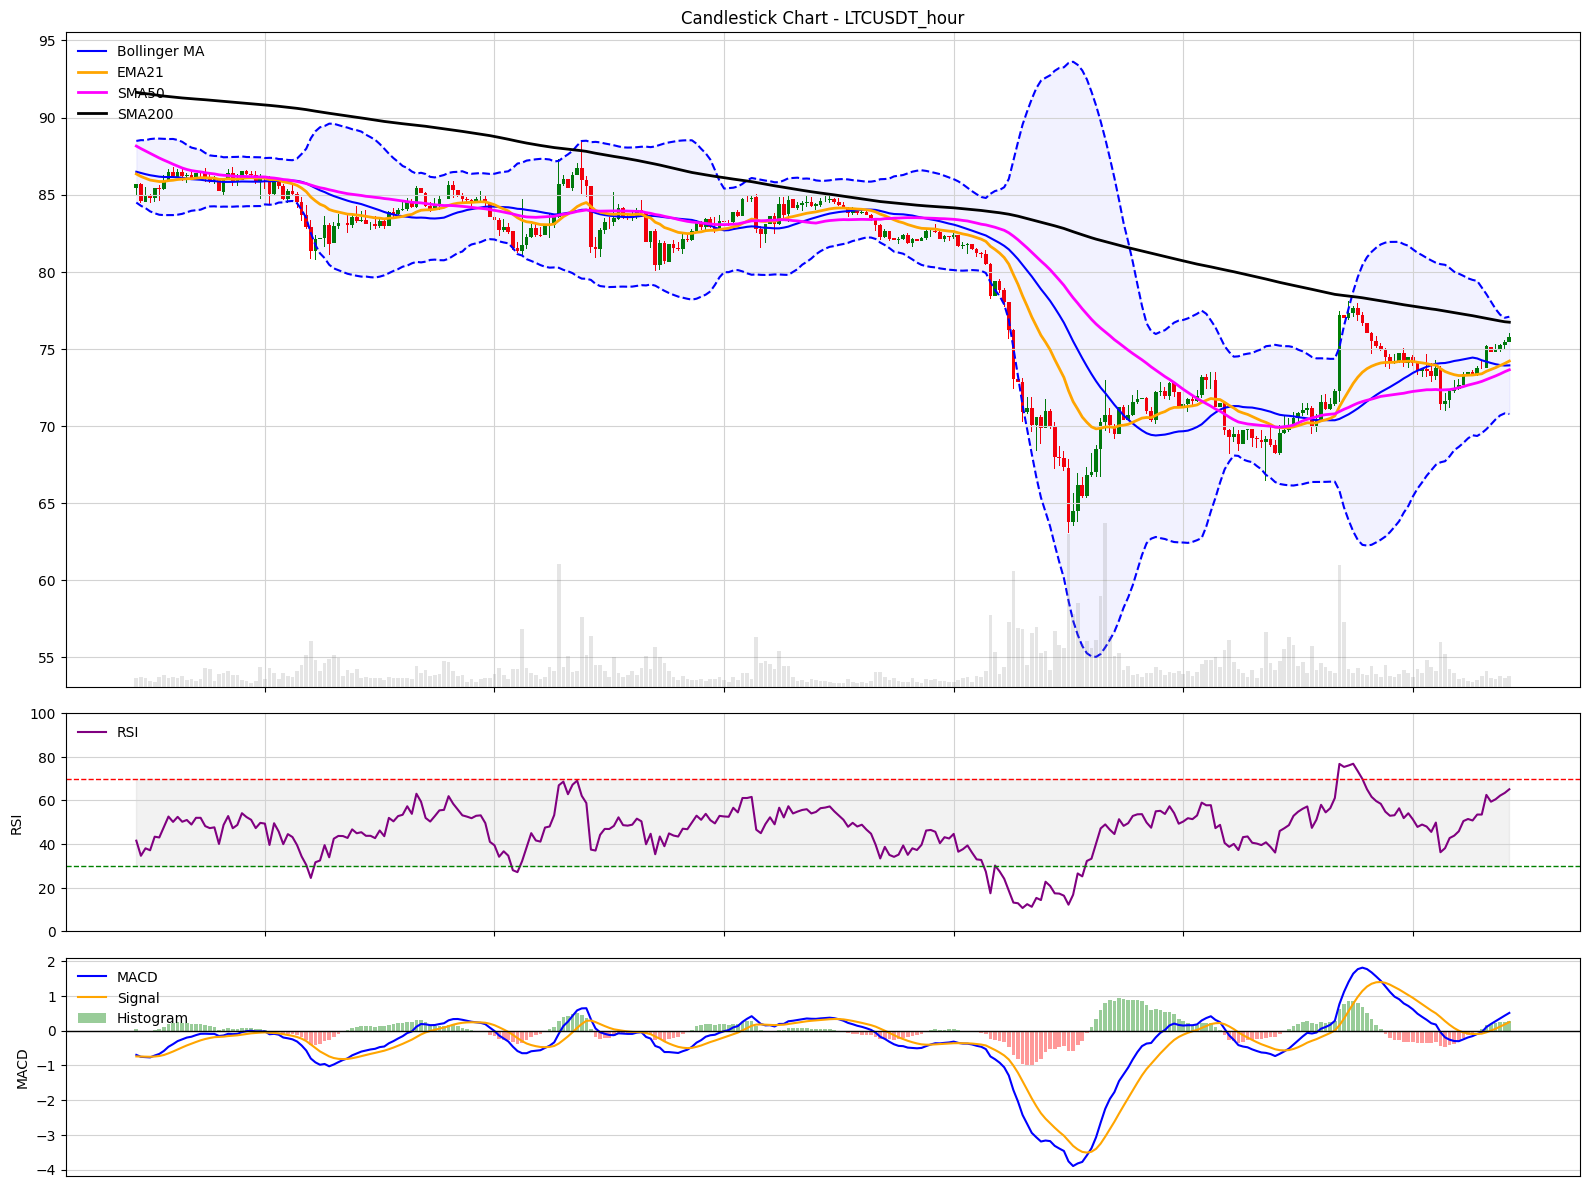 Candlestick Chart - LTCUSDT_hour
95
90
85
80
75
70
65
60
55
Bollinger MA
EMA21
SMA50
SMA200
100
80
60
40
20
0
RSI
RSI
2
1
0
−1
−2
−3
−4
MACD
MACD
Signal
Histogram